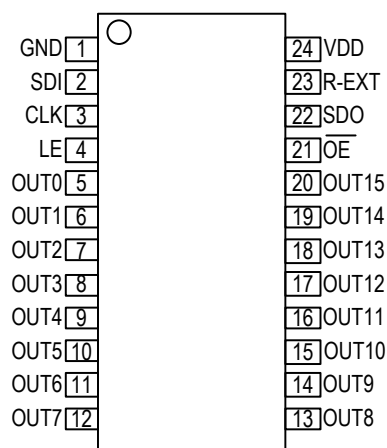 GND 1 24 VDD
SDI 2 23 R-EXT
CLK 3 22 SDO
LE 4 21 O̅E̅
OUT0 5 20 OUT15
OUT1 6 19 OUT14
OUT2 7 18 OUT13
OUT3 8 17 OUT12
OUT4 9 16 OUT11
OUT5 10 15 OUT10
OUT6 11 14 OUT9
OUT7 12 13 OUT8